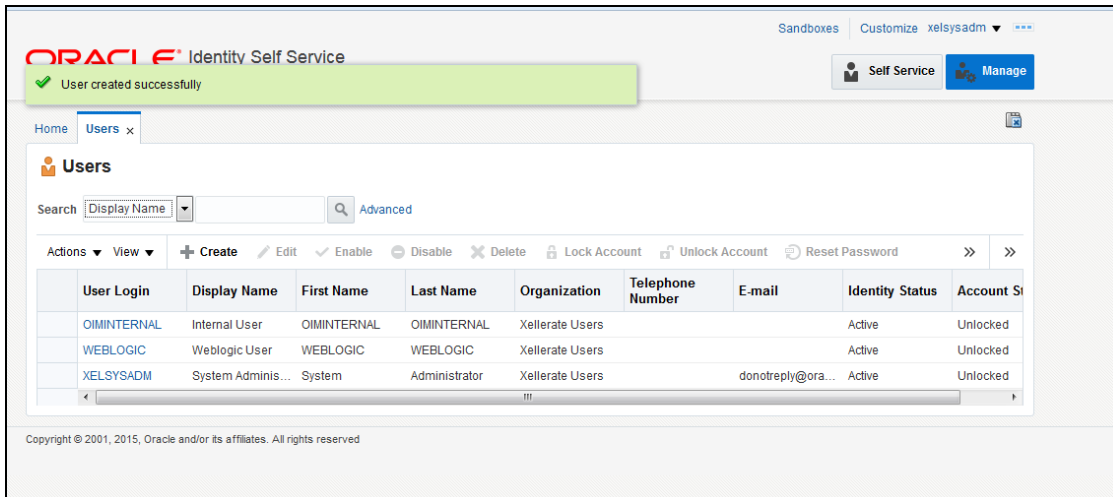 Sandboxes Customize xelsysadm
ORACLE® Identity Self Service
User created successfully
Self Service Manage
Home Users x
Users
Search Display Name Advanced
Actions View Create Edit Enable Disable Delete Lock Account Unlock Account Reset Password
User Login Display Name First Name Last Name Organization Telephone Number E-mail Identity Status Account St
OIMINTERNAL Internal User OIMINTERNAL OIMINTERNAL Xellerate Users Active Unlocked
WEBLOGIC Weblogic User WEBLOGIC WEBLOGIC Xellerate Users Active Unlocked
XELSYSADM System Adminis... System Administrator Xellerate Users donotreply@ora... Active Unlocked
Copyright © 2001, 2015, Oracle and/or its affiliates. All rights reserved